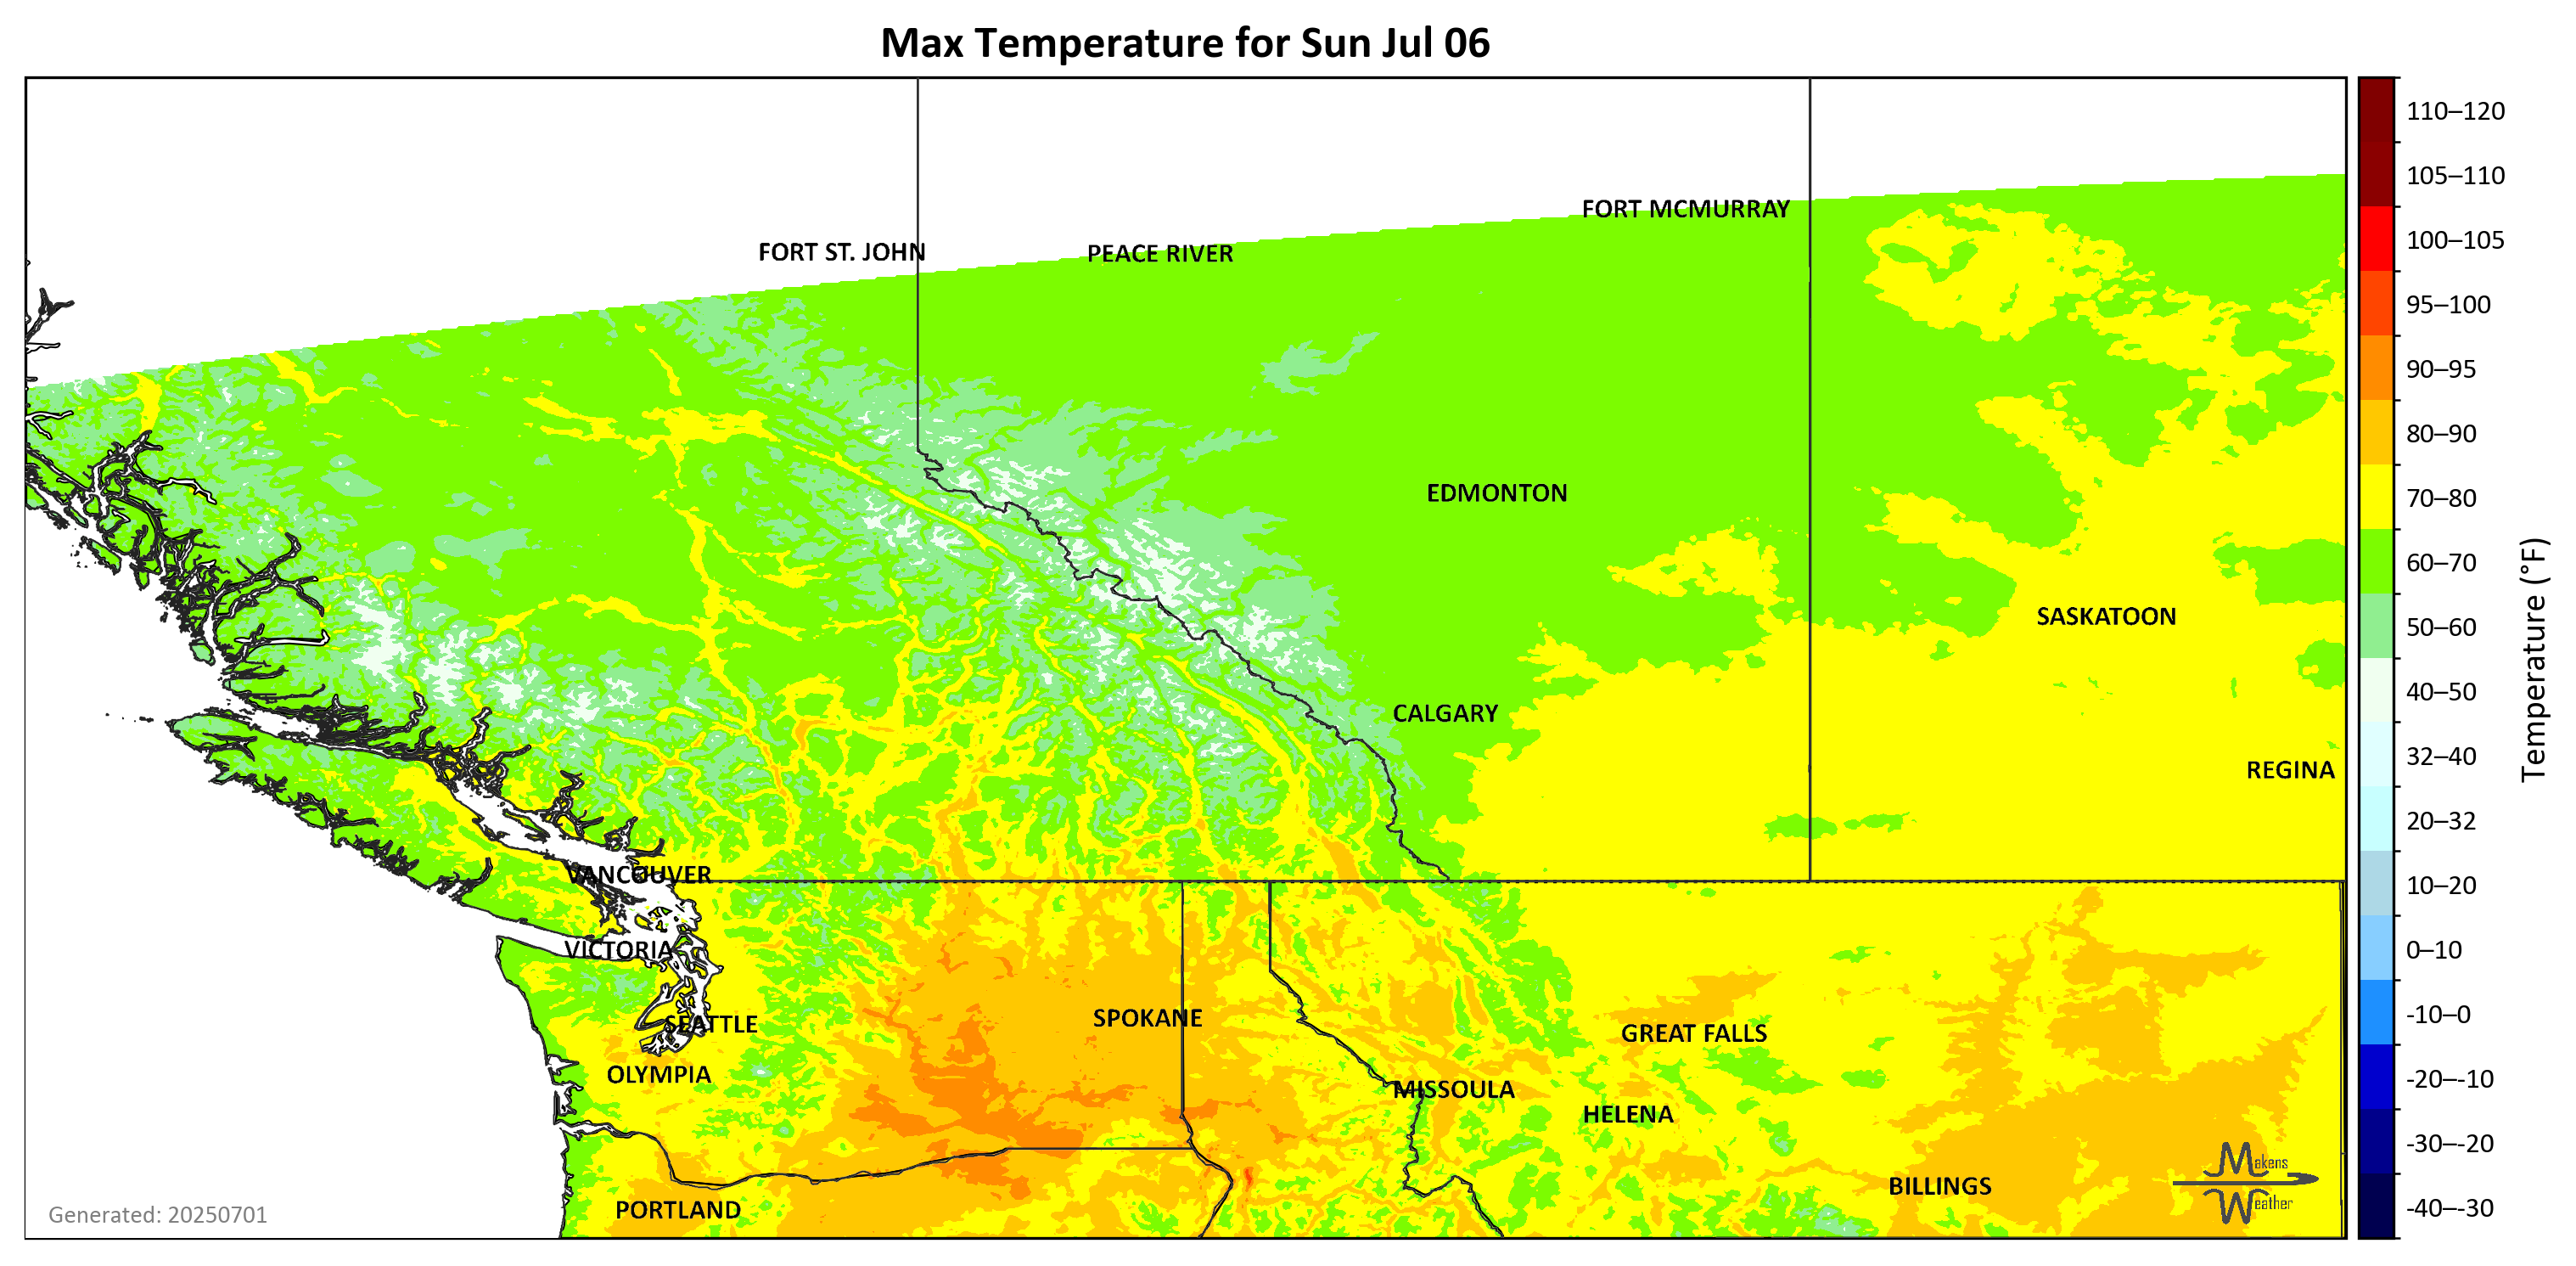 Max Temperature for Sun Jul 06
FORT MCMURRAY
FORT ST. JOHN
PEACE RIVER
EDMONTON
SASKATOON
CALGARY
REGINA
VANCOUVER
VICTORIA
SEATTLE
SPOKANE
GREAT FALLS
OLYMPIA
MISSOULA
HELENA
BILLINGS
PORTLAND
Makens
Weather
Generated: 20250701
110–120
105–110
100–105
95–100
90–95
80–90
70–80
60–70
50–60
40–50
32–40
20–32
10–20
0–10
-10–0
-20–-10
-30–-20
-40–-30
Temperature (°F)